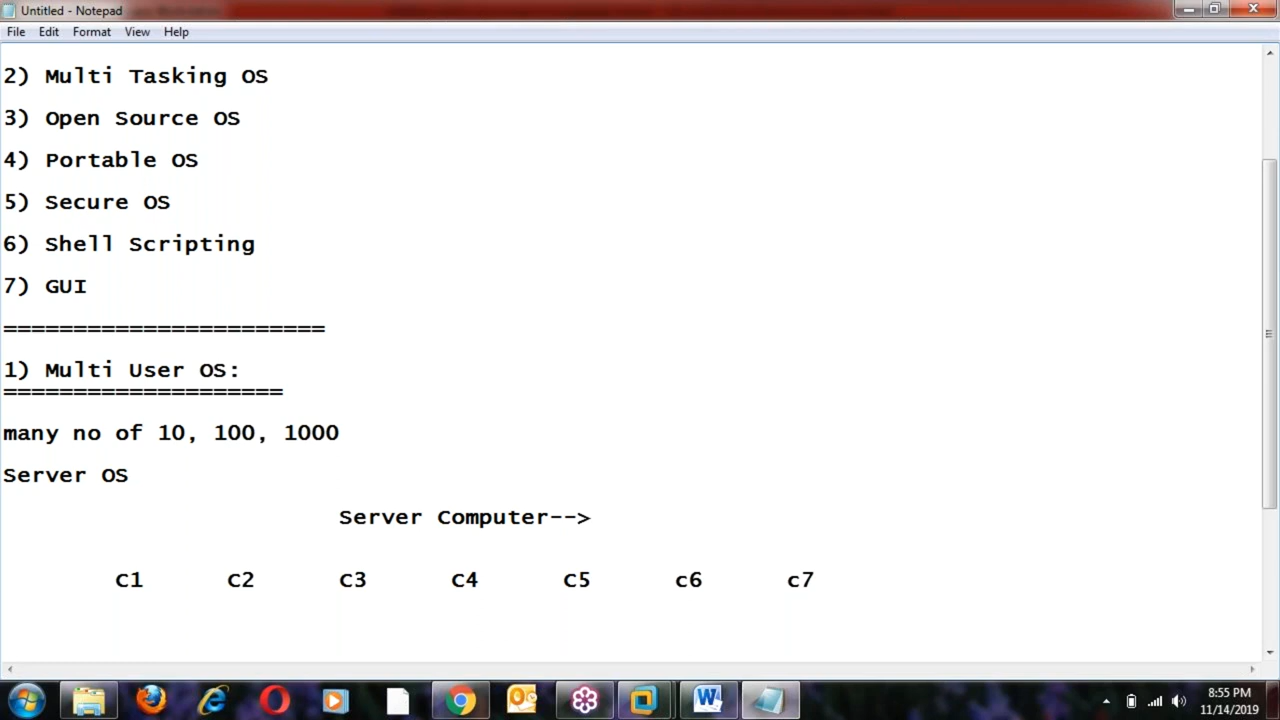 Untitled - Notepad
File Edit Format View Help
2) Multi Tasking OS
3) Open Source OS
4) Portable OS
5) Secure OS
6) Shell Scripting
7) GUI
=======================
1) Multi User OS:
====================
many no of 10, 100, 1000
Server OS
Server Computer-->
c1 c2 c3 c4 c5 c6 c7
8:55 PM
11/14/2019